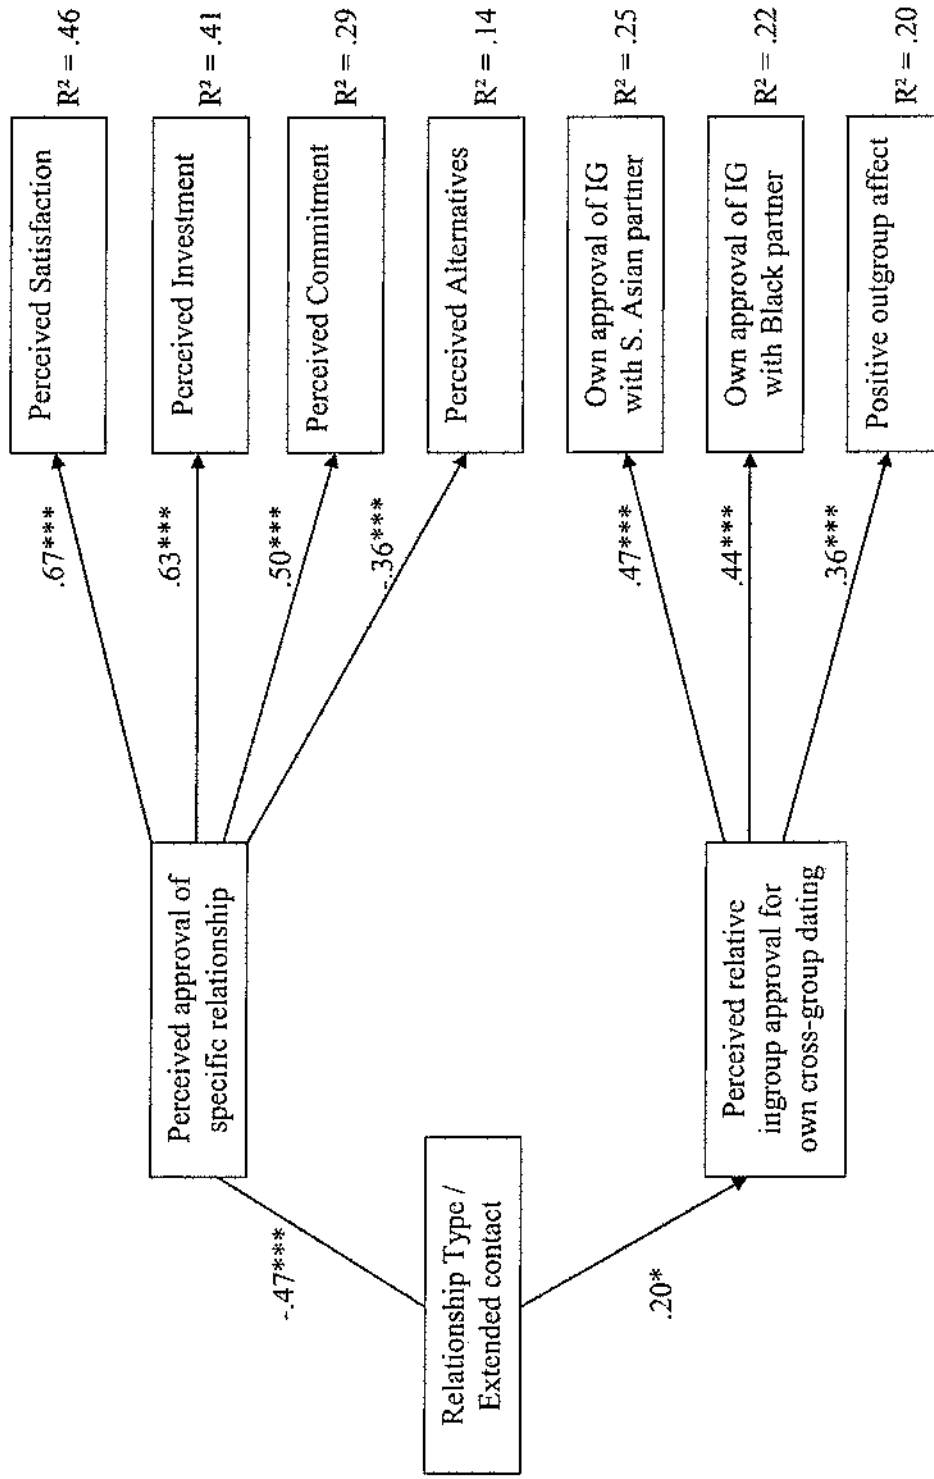 Relationship Type /
Extended contact
-.47***
.20*
Perceived approval of
specific relationship
Perceived relative
ingroup approval for
own cross-group dating
.67***
.63***
.50***
-.36***
.47***
.44***
.36***
Perceived Satisfaction
R² = .46
Perceived Investment
R² = .41
Perceived Commitment
R² = .29
Perceived Alternatives
R² = .14
Own approval of IG
with S. Asian partner
R² = .25
Own approval of IG
with Black partner
R² = .22
Positive outgroup affect
R² = .20